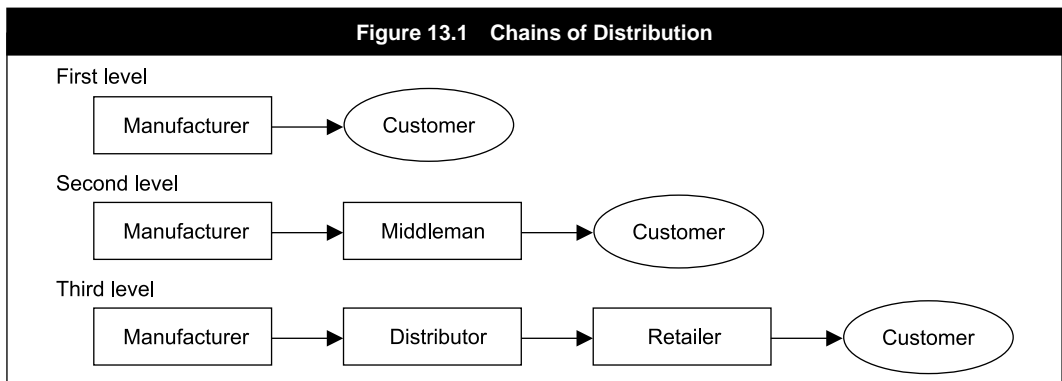 Figure 13.1 Chains of Distribution
First level
Manufacturer Customer
Second level
Manufacturer Middleman Customer
Third level
Manufacturer Distributor Retailer Customer